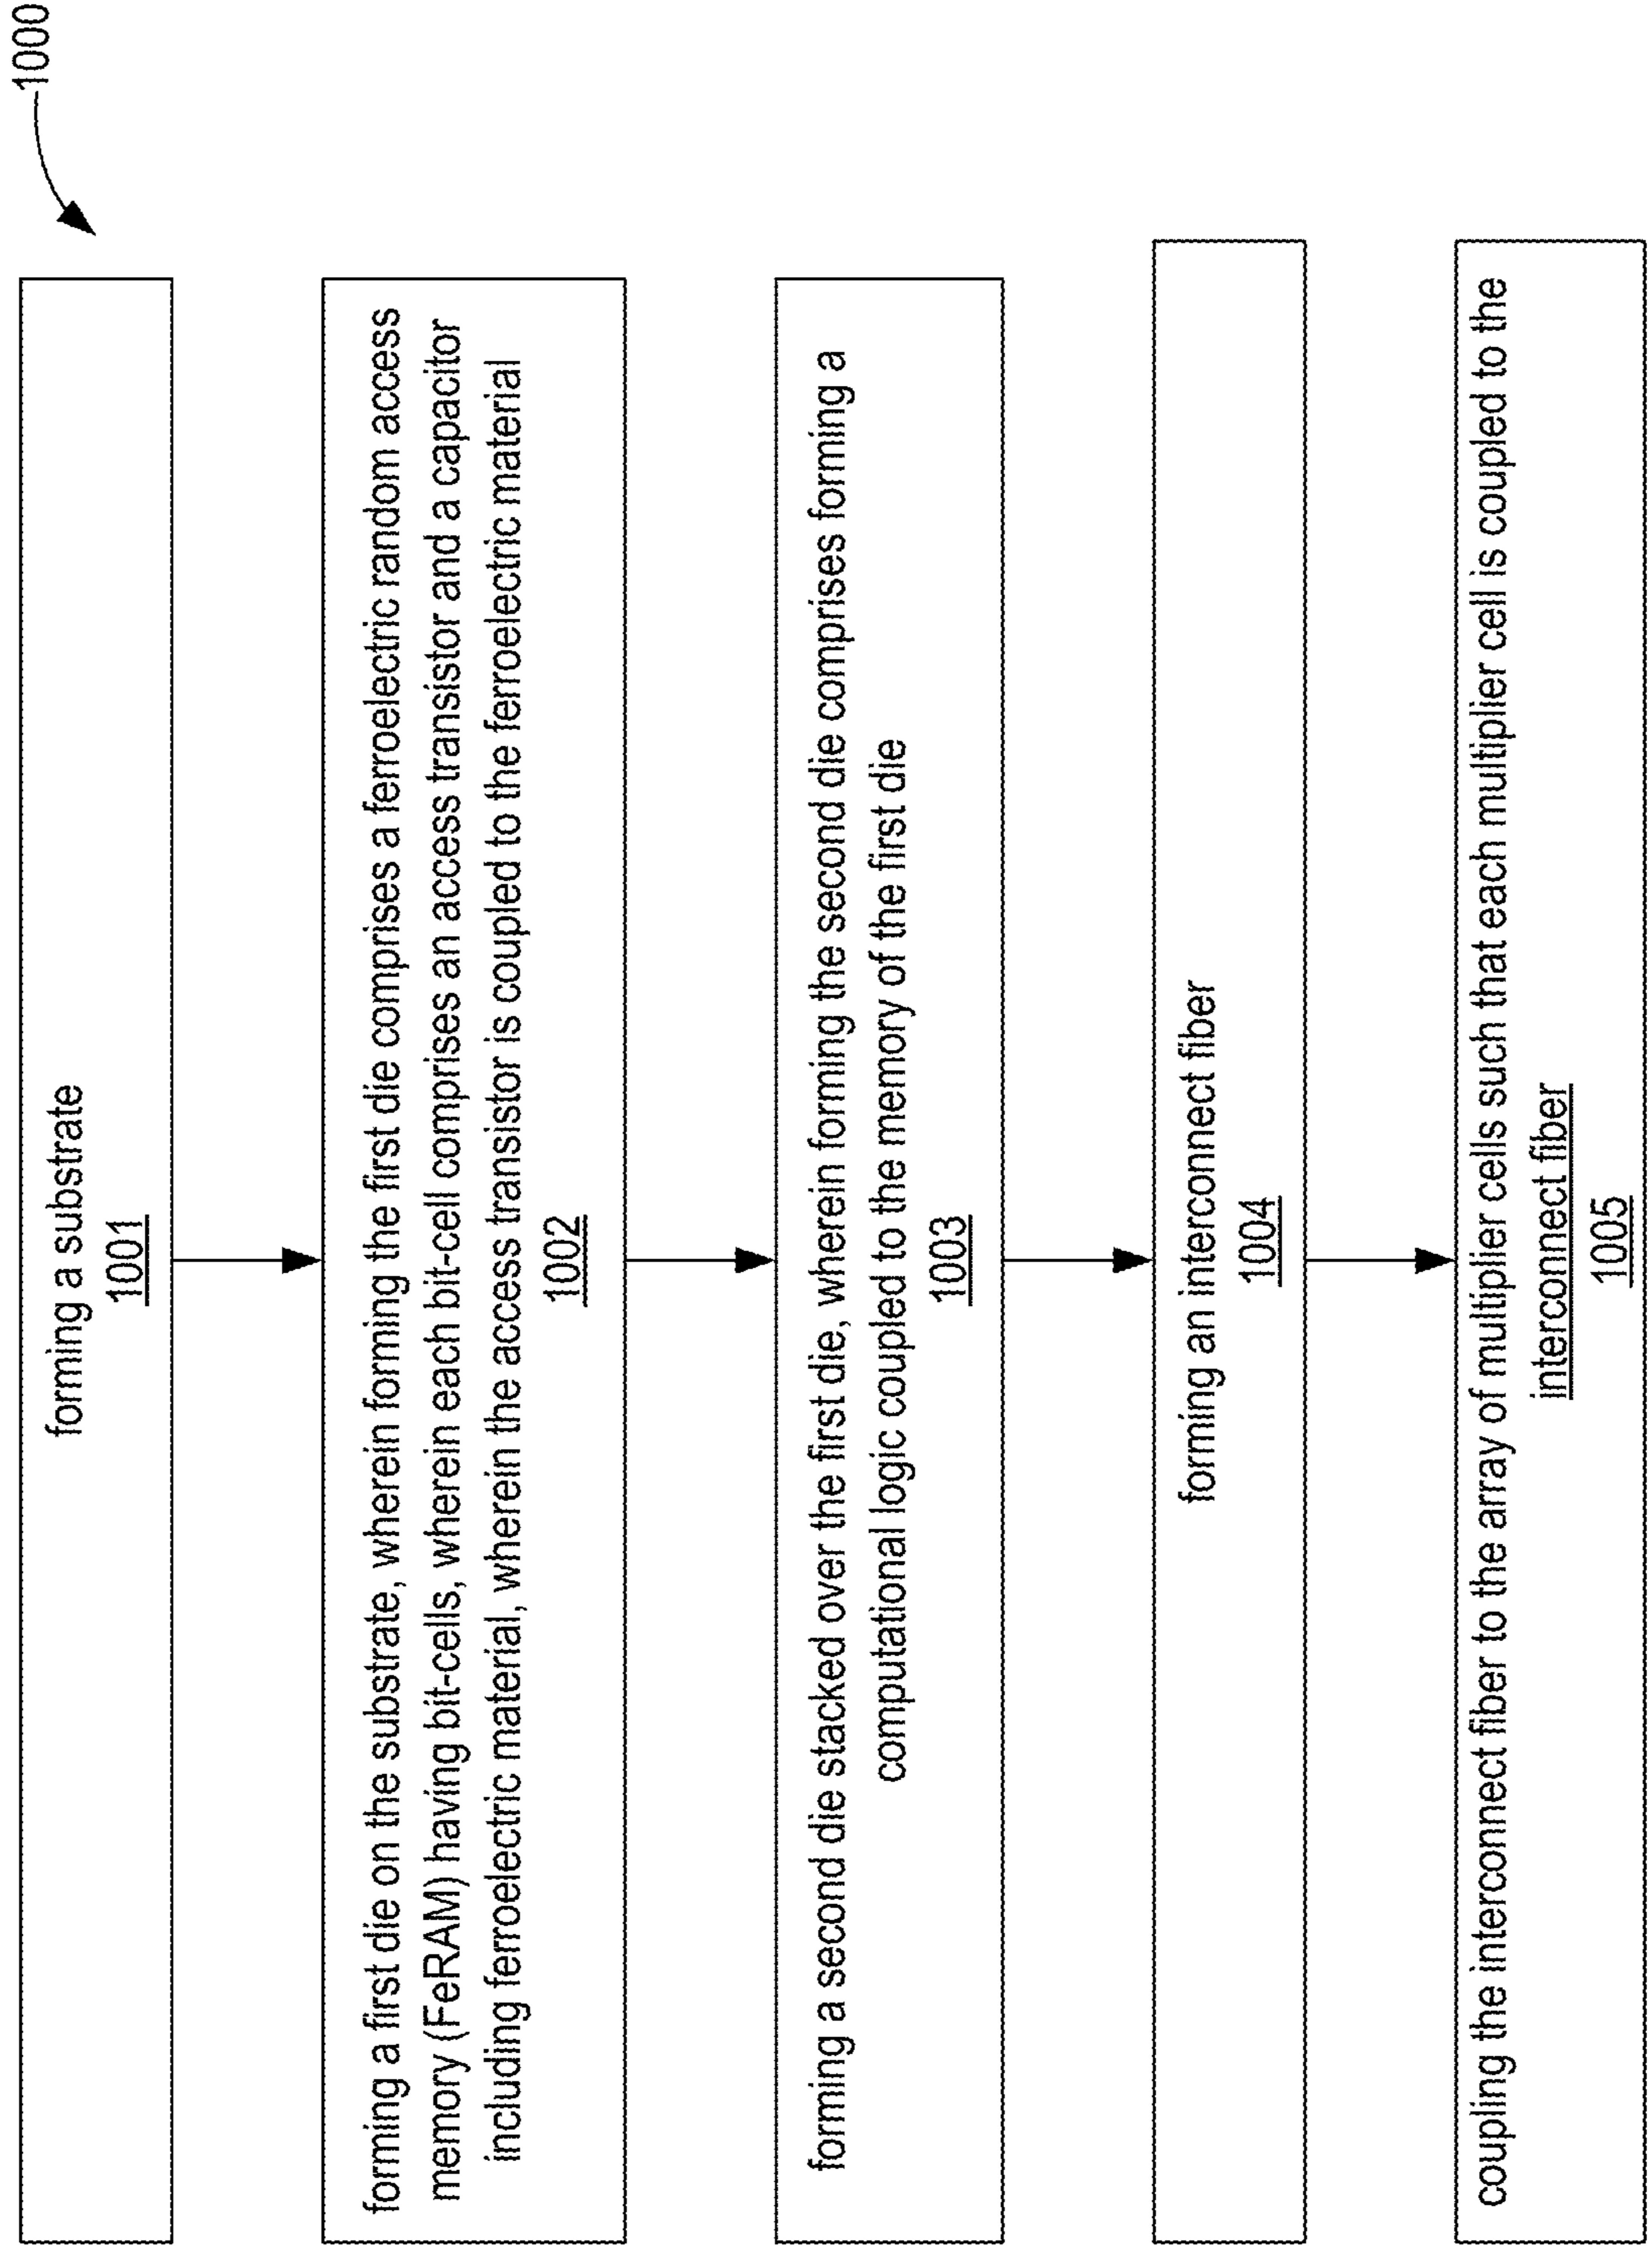 1000
forming a substrate
1001
forming a first die on the substrate, wherein forming the first die comprises a ferroelectric random access
memory (FeRAM) having bit-cells, wherein each bit-cell comprises an access transistor and a capacitor
including ferroelectric material, wherein the access transistor is coupled to the ferroelectric material
1002
forming a second die stacked over the first die, wherein forming the second die comprises forming a
computational logic coupled to the memory of the first die
1003
forming an interconnect fiber
1004
coupling the interconnect fiber to the array of multiplier cells such that each multiplier cell is coupled to the
interconnect fiber
1005